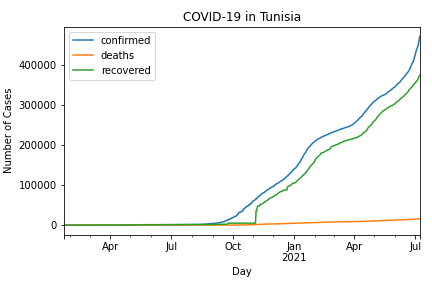 COVID-19 in Tunisia
confirmed
deaths
recovered
Number of Cases
400000
300000
200000
100000
0
Apr
Jul
Oct
Jan
2021
Apr
Jul
Day